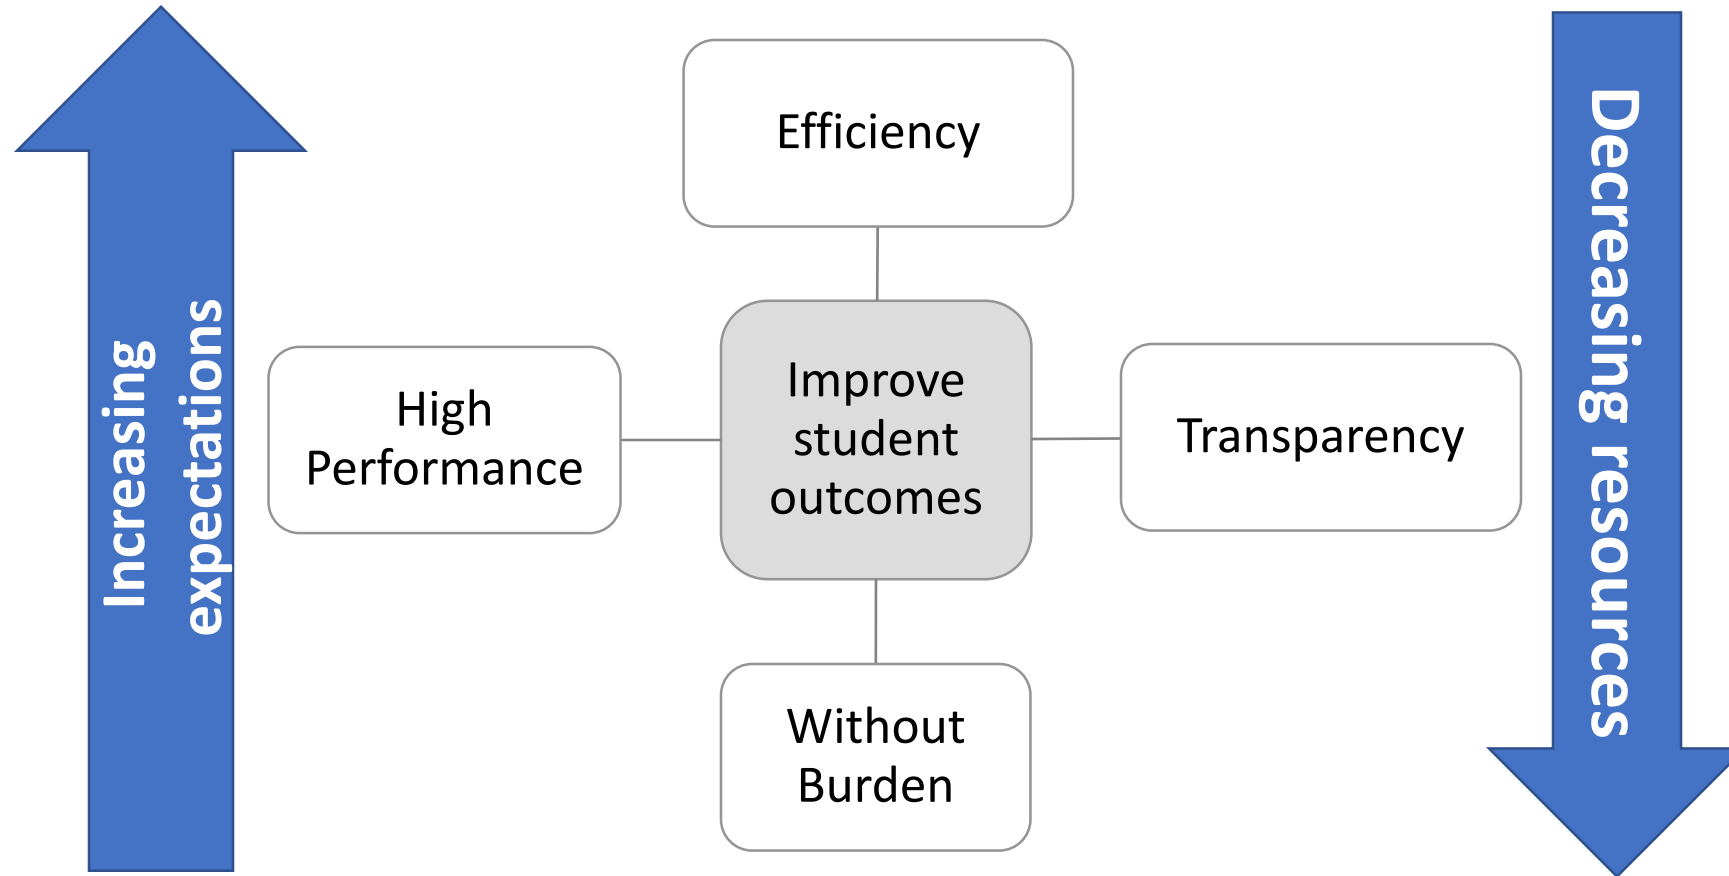 Increasing
expectations
Efficiency
High
Performance
Improve
student
outcomes
Transparency
Without
Burden
Decreasing resources